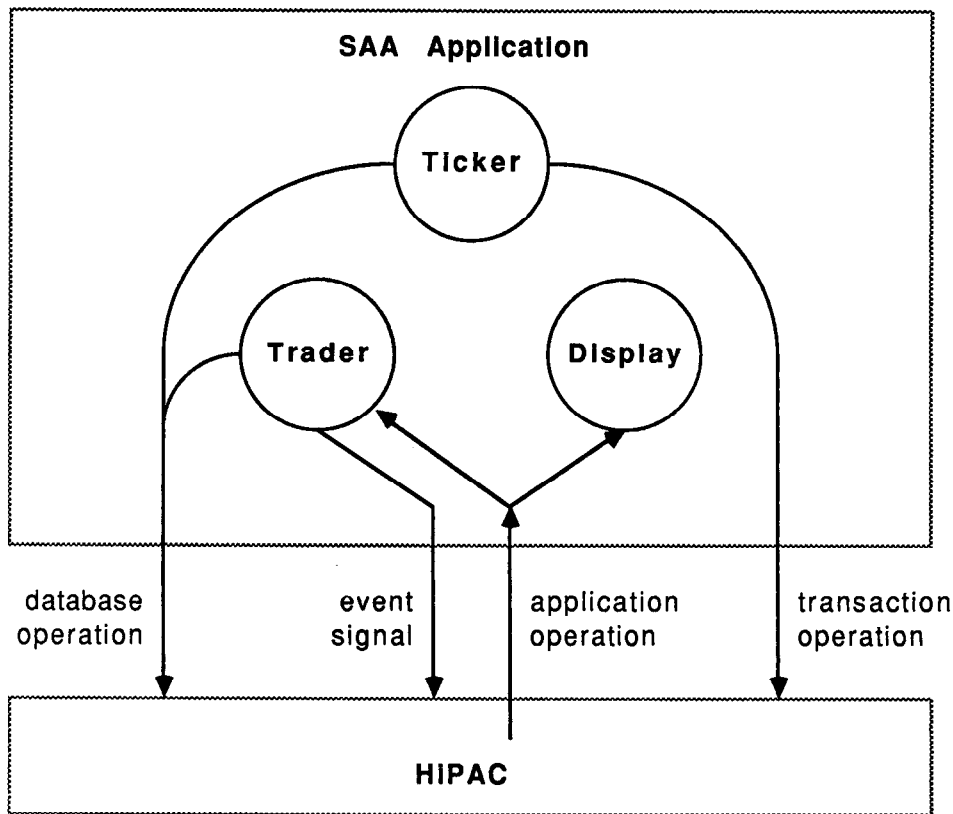 SAA Application
Ticker
Trader
Display
database
operation
event
signal
application
operation
transaction
operation
HiPAC